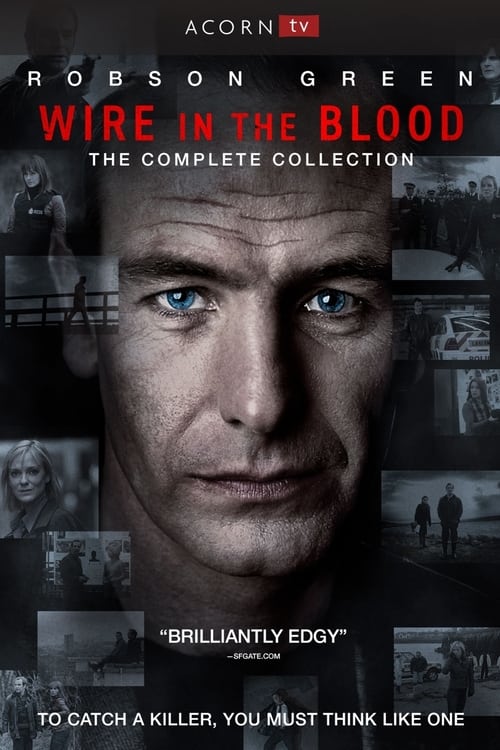 ACORN tv
ROBSON GREEN
WIRE IN THE BLOOD
THE COMPLETE COLLECTION
“BRILLIANTLY EDGY”
—SFGATE.COM
TO CATCH A KILLER, YOU MUST THINK LIKE ONE